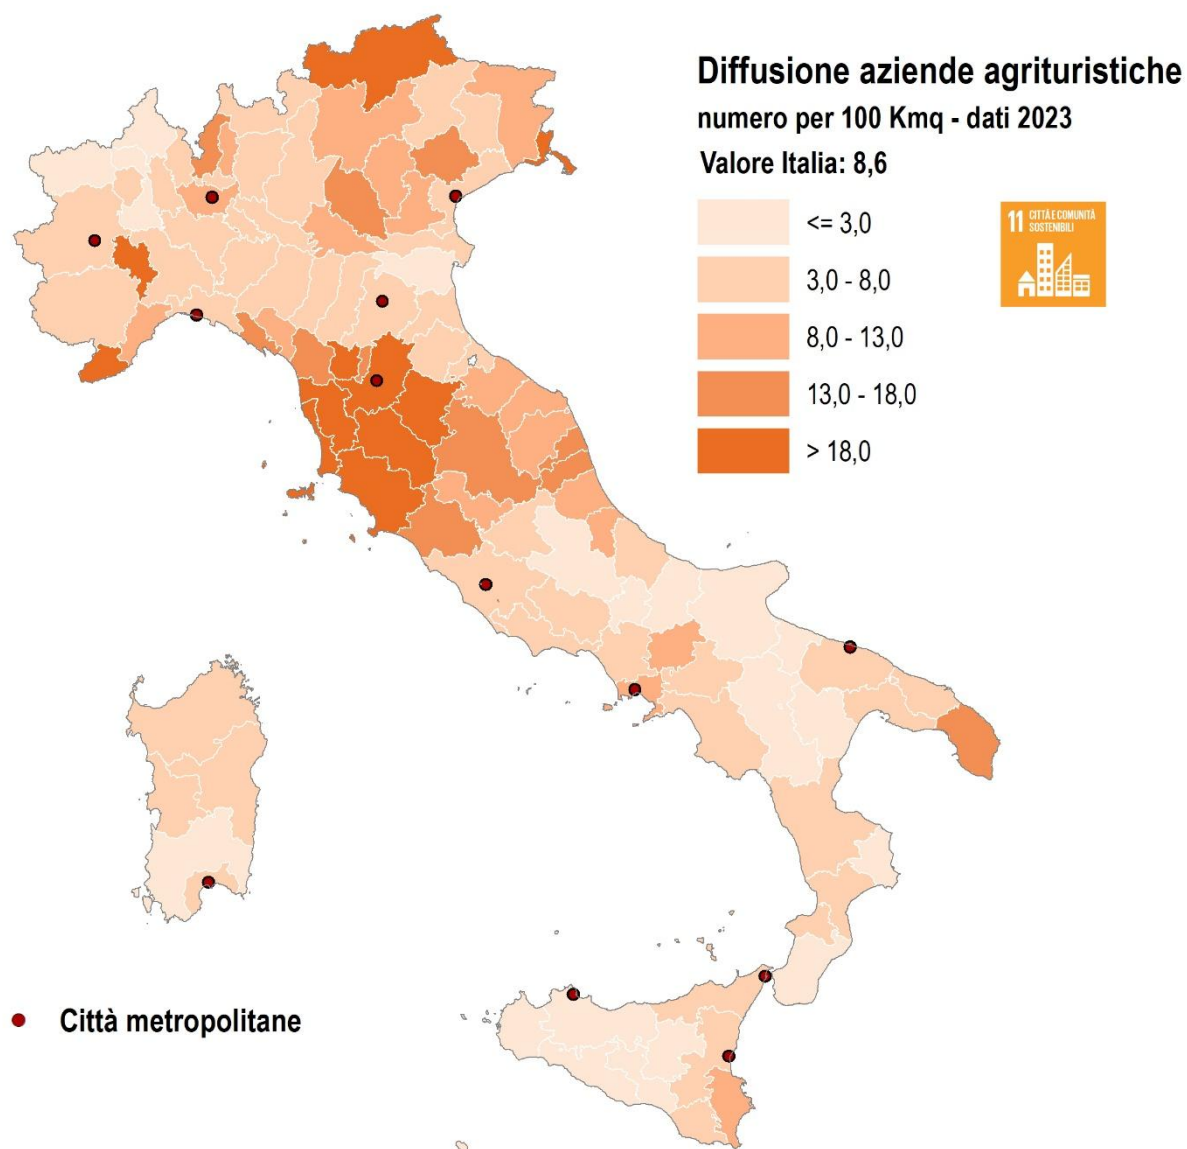 Diffusione aziende agrituristiche
numero per 100 Kmq - dati 2023
Valore Italia: 8,6
<= 3,0
3,0 - 8,0
8,0 - 13,0
13,0 - 18,0
> 18,0
11 CITTÀ E COMUNITÀ
SOSTENIBILI
Città metropolitane